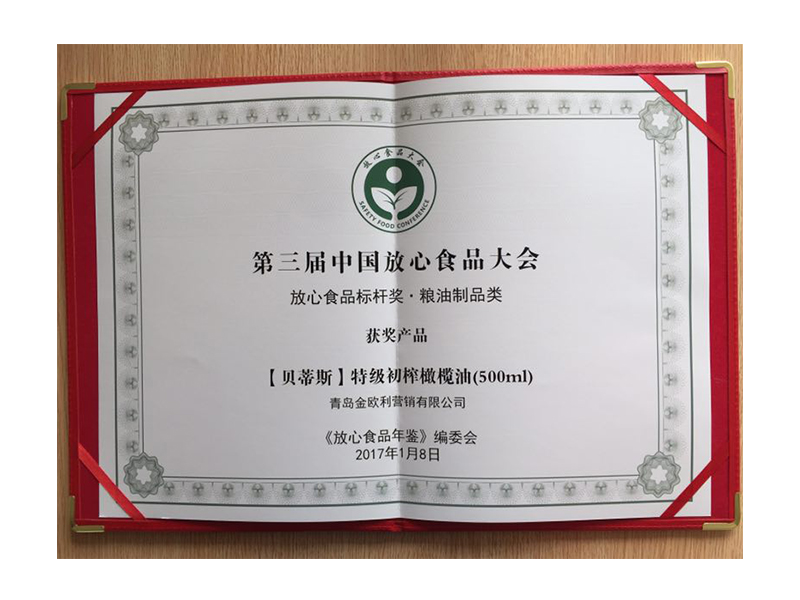 放心食品大会
SAFETY FOOD CONFERENCE
第三届中国放心食品大会
放心食品标杆奖·粮油制品类
获奖产品
【贝蒂斯】特级初榨橄榄油(500ml)
青岛金欧利营销有限公司
《放心食品年鉴》编委会
2017年1月8日